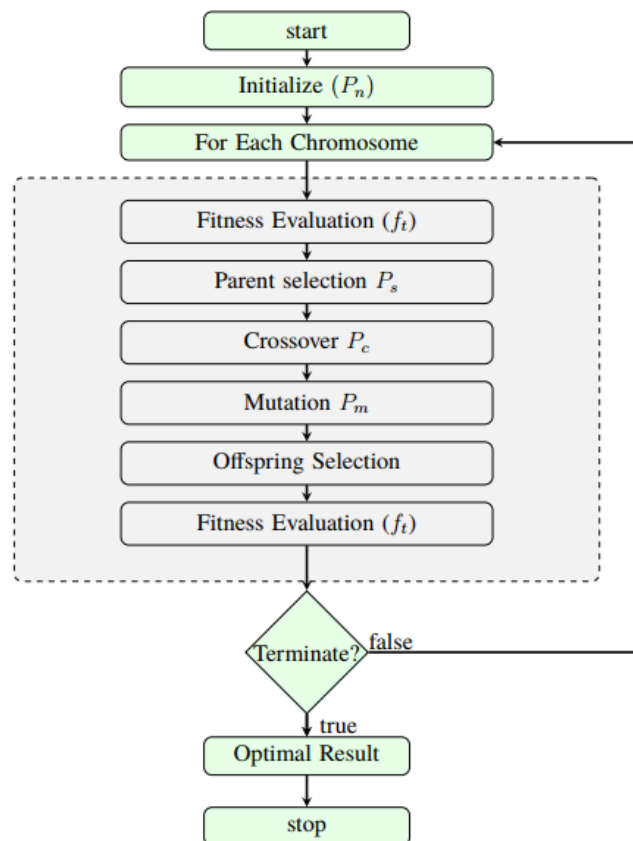 start
Initialize (Pₙ)
For Each Chromosome
Fitness Evaluation (fₜ)
Parent selection Pₛ
Crossover P_c
Mutation Pₘ
Offspring Selection
Fitness Evaluation (fₜ)
Terminate?
false
true
Optimal Result
stop